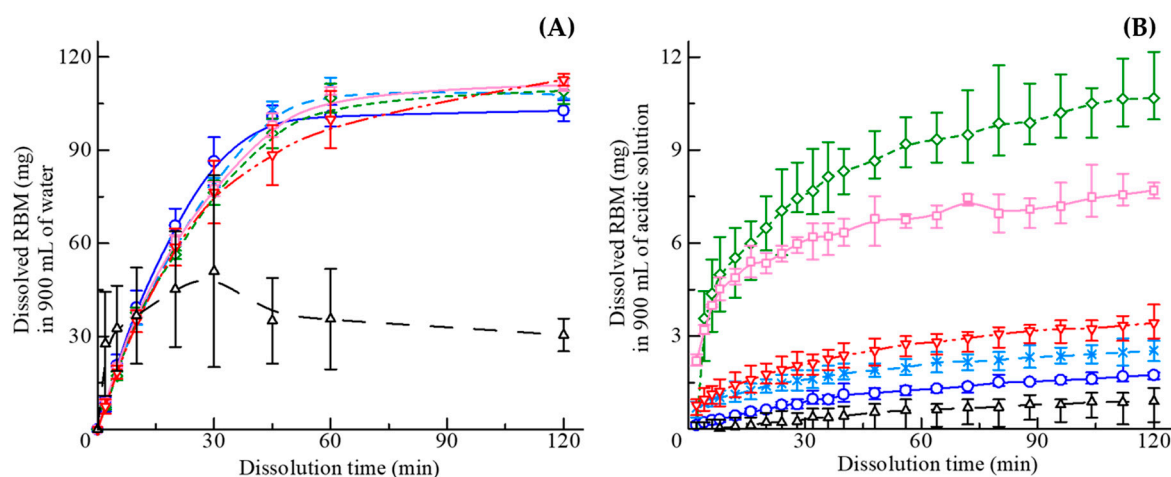 (A)
120
90
60
30
0
0
30
60
90
120
Dissolved RBM (mg)
in 900 mL of water
Dissolution time (min)
(B)
12
9
6
3
0
0
30
60
90
120
Dissolved RBM (mg)
in 900 mL of acidic solution
Dissolution time (min)